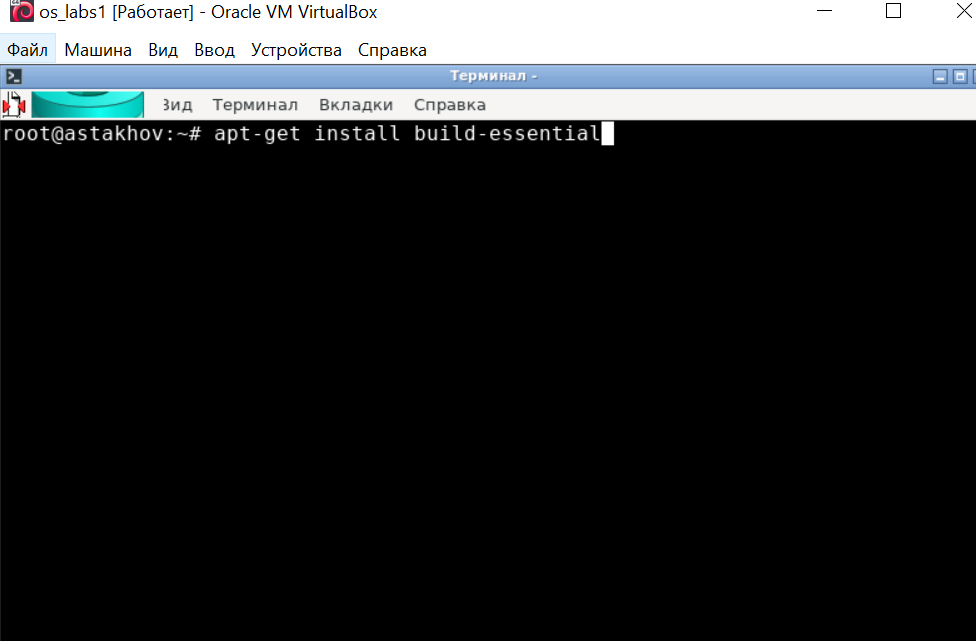 os_labs1 [Работает] - Oracle VM VirtualBox
Файл Машина Вид Ввод Устройства Справка
Терминал -
Вид Терминал Вкладки Справка
root@astakhov:~# apt-get install build-essential